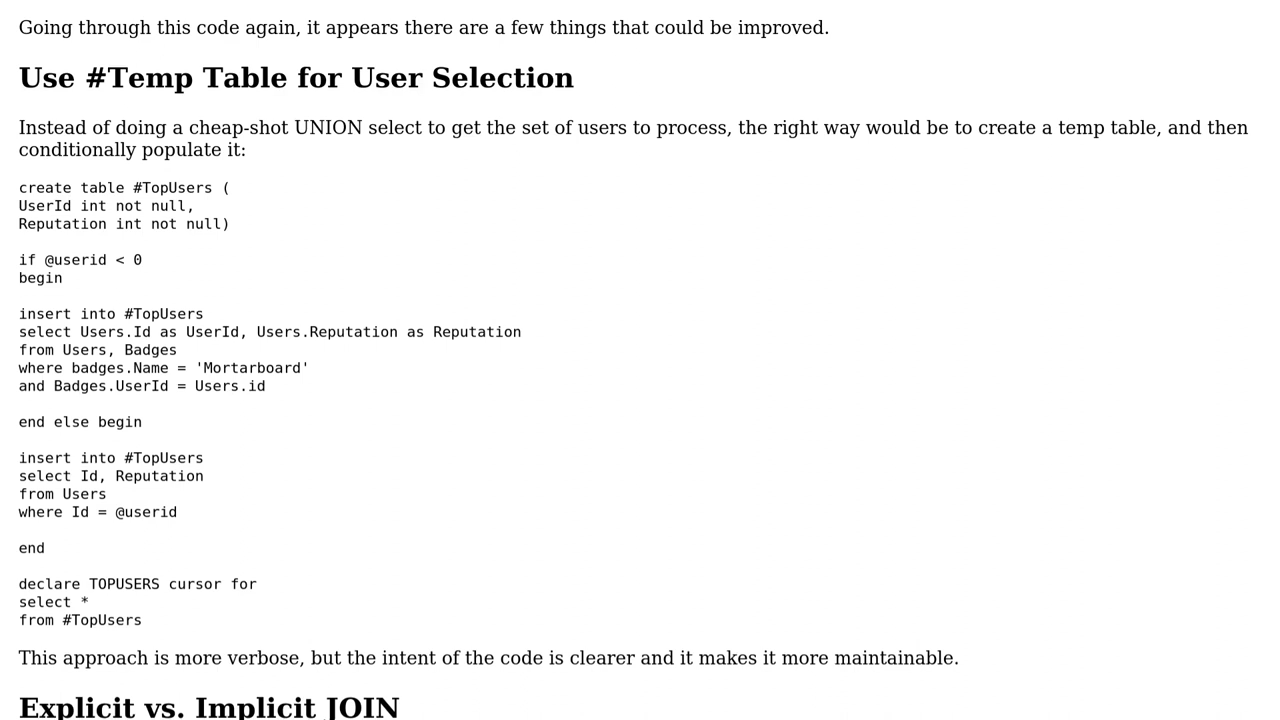 Going through this code again, it appears there are a few things that could be improved.
Use #Temp Table for User Selection
Instead of doing a cheap-shot UNION select to get the set of users to process, the right way would be to create a temp table, and then
conditionally populate it:
create table #TopUsers (
UserId int not null,
Reputation int not null)
if @userid < 0
begin
insert into #TopUsers
select Users.Id as UserId, Users.Reputation as Reputation
from Users, Badges
where badges.Name = 'Mortarboard'
and Badges.UserId = Users.id
end else begin
insert into #TopUsers
select Id, Reputation
from Users
where Id = @userid
end
declare TOPUSERS cursor for
select *
from #TopUsers
This approach is more verbose, but the intent of the code is clearer and it makes it more maintainable.
Explicit vs. Implicit JOIN